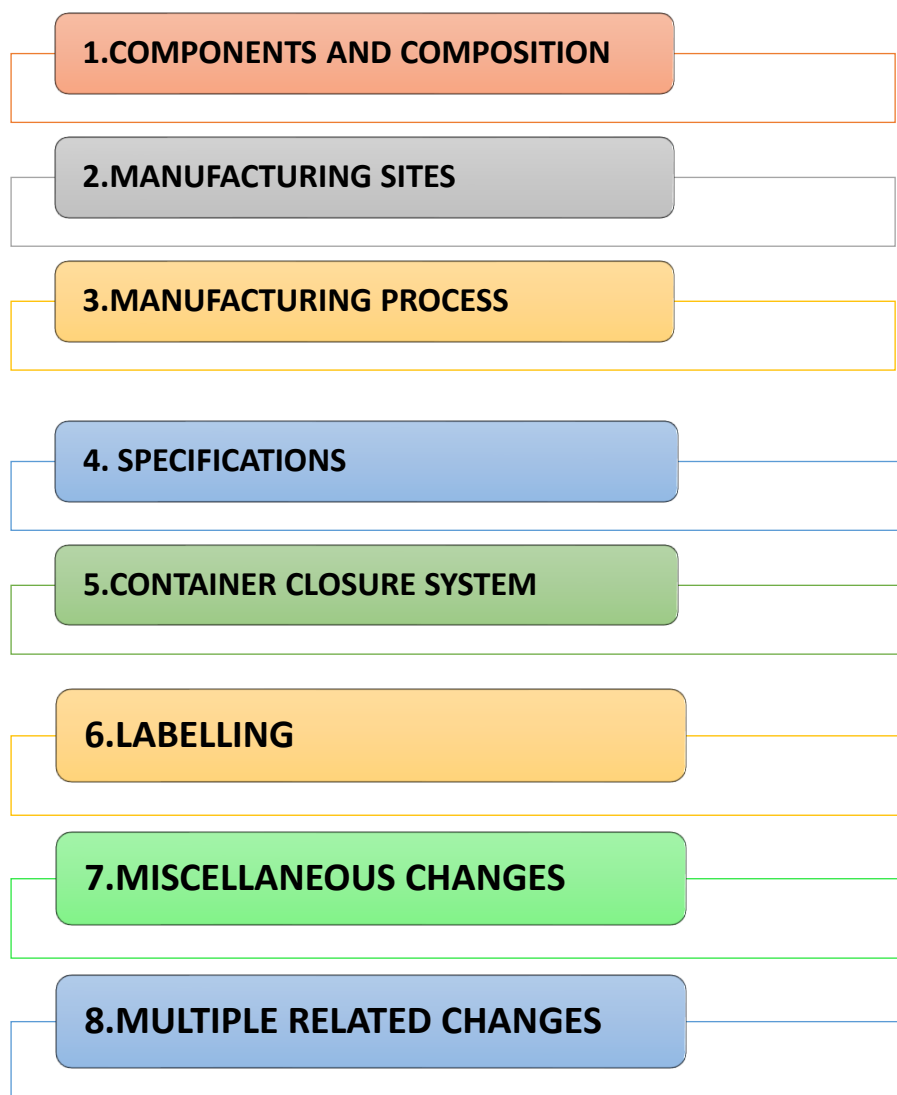 1.COMPONENTS AND COMPOSITION
2.MANUFACTURING SITES
3.MANUFACTURING PROCESS
4. SPECIFICATIONS
5.CONTAINER CLOSURE SYSTEM
6.LABELLING
7.MISCELLANEOUS CHANGES
8.MULTIPLE RELATED CHANGES